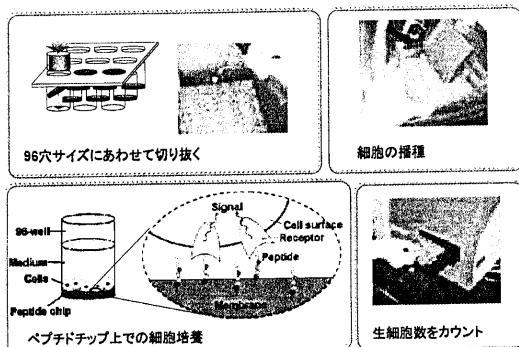 96穴サイズにあわせて切り抜く
細胞の播種
96-well
Medium
Cells
Peptide chip
Signal
Cell surface
Receptor
Peptide
Membrane
ペプチドチップ上での細胞培養
生細胞数をカウント